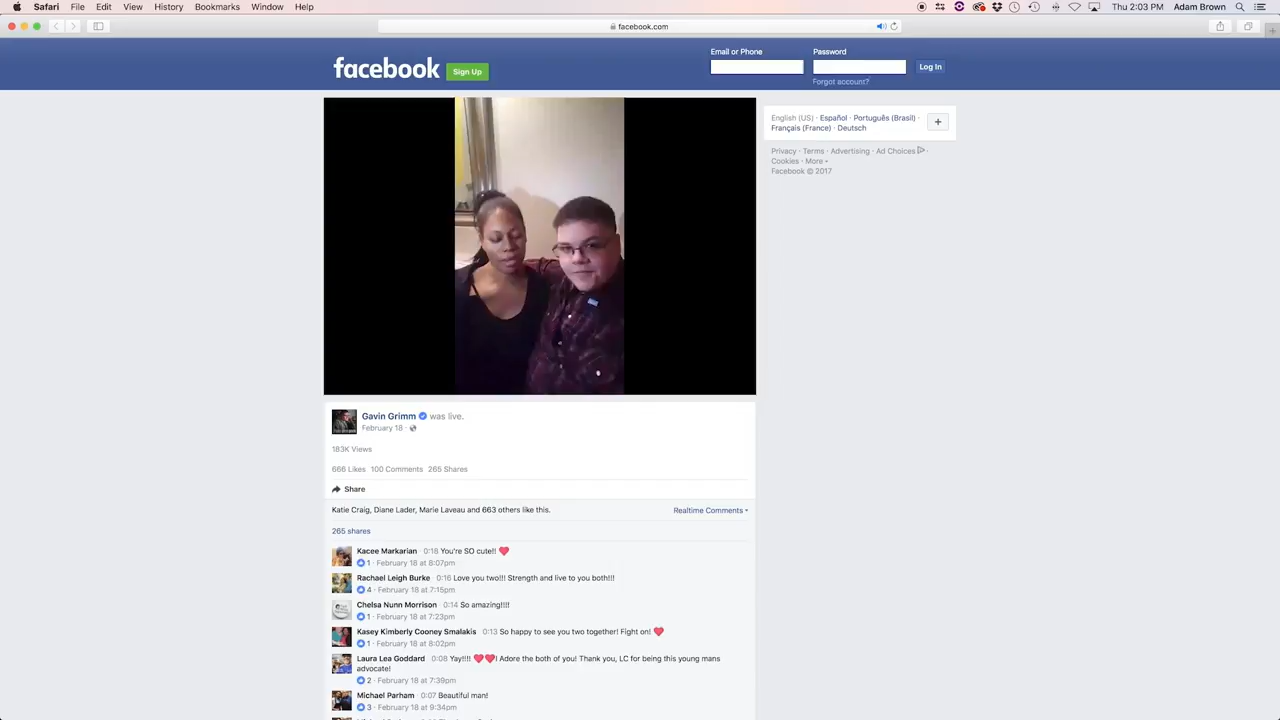 Safari File Edit View History Bookmarks Window Help
Thu 2:03 PM Adam Brown
facebook.com
facebook
Sign Up
Email or Phone
Password
Log In
Forgot account?
English (US) · Español · Português (Brasil) ·
Français (France) · Deutsch
+
Privacy · Terms · Advertising · Ad Choices ·
Cookies · More
Facebook © 2017
Gavin Grimm was live.
February 18 ·
183K Views
666 Likes 100 Comments 265 Shares
Share
Katie Craig, Diane Lader, Marie Laveau and 663 others like this.
Realtime Comments
265 shares
Kacee Markarian · 0:18 You're SO cute!! ❤
1 · February 18 at 8:07pm
Rachael Leigh Burke · 0:16 Love you two!!! Strength and live to you both!!!
4 · February 18 at 7:15pm
Chelsa Nunn Morrison · 0:14 So amazing!!!!
1 · February 18 at 7:23pm
Kasey Kimberly Cooney Smalakis · 0:13 So happy to see you two together! Fight on! ❤
1 · February 18 at 8:02pm
Laura Lea Goddard · 0:08 Yay!!!! ❤❤! Adore the both of you! Thank you, LC for being this young mans
advocate!
2 · February 18 at 7:39pm
Michael Parham · 0:07 Beautiful man!
3 · February 18 at 9:34pm